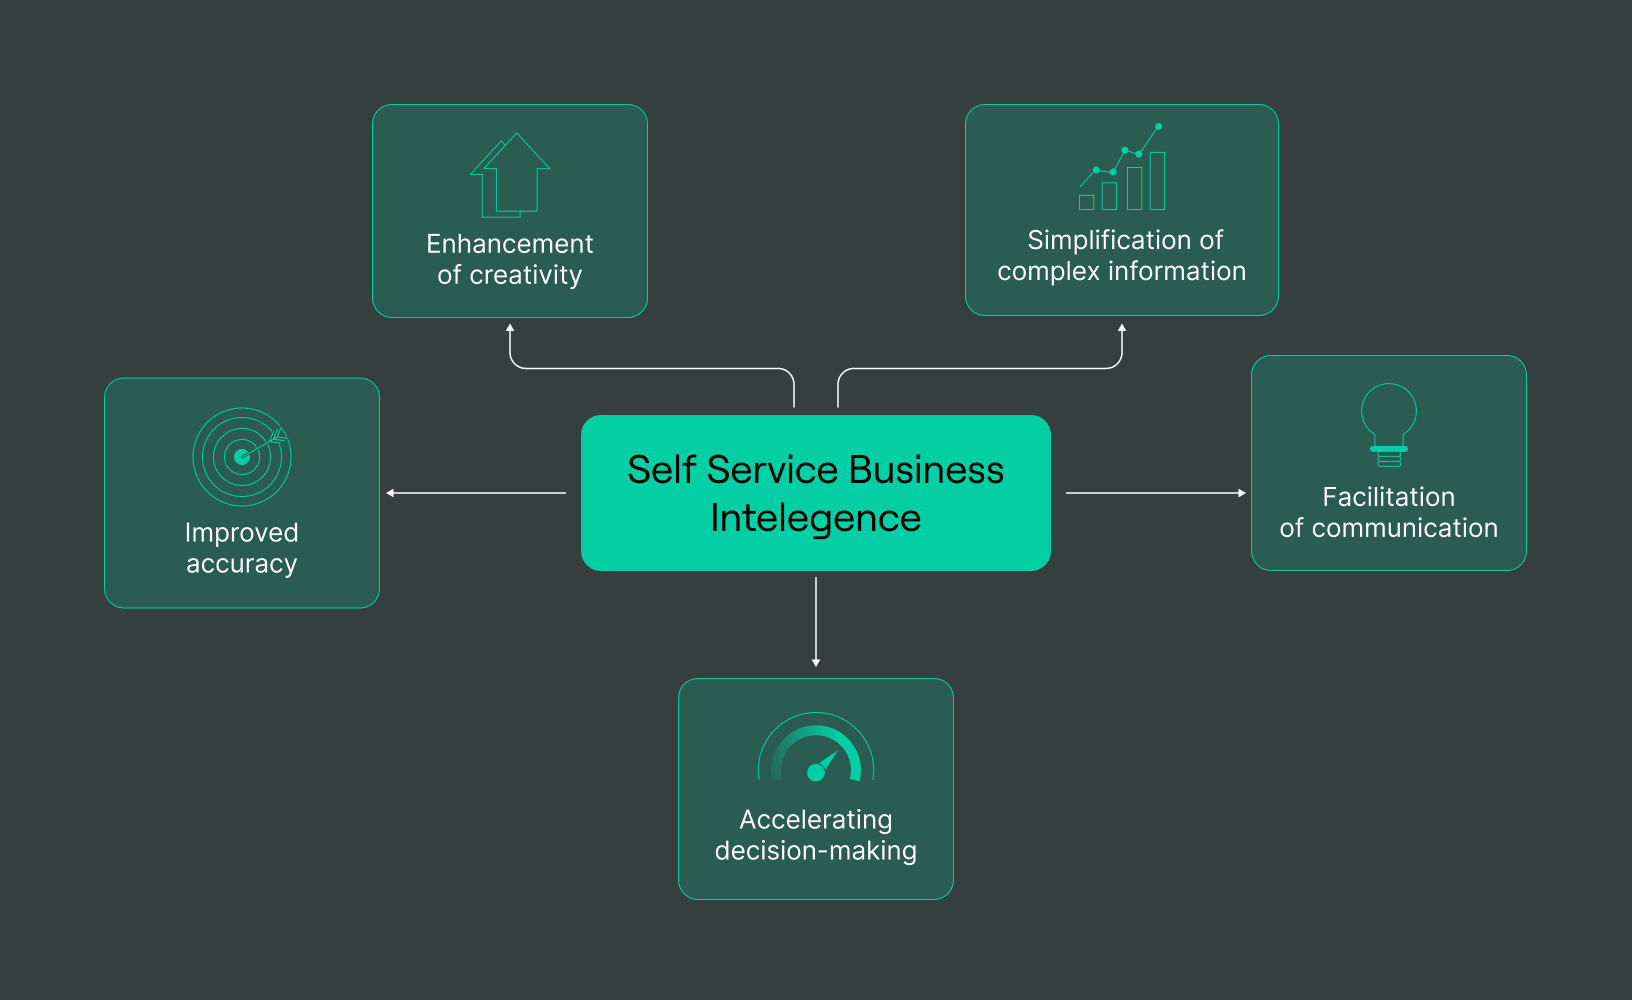 Enhancement
of creativity
Simplification of
complex information
Improved
accuracy
Self Service Business
Intelegence
Facilitation
of communication
Accelerating
decision-making